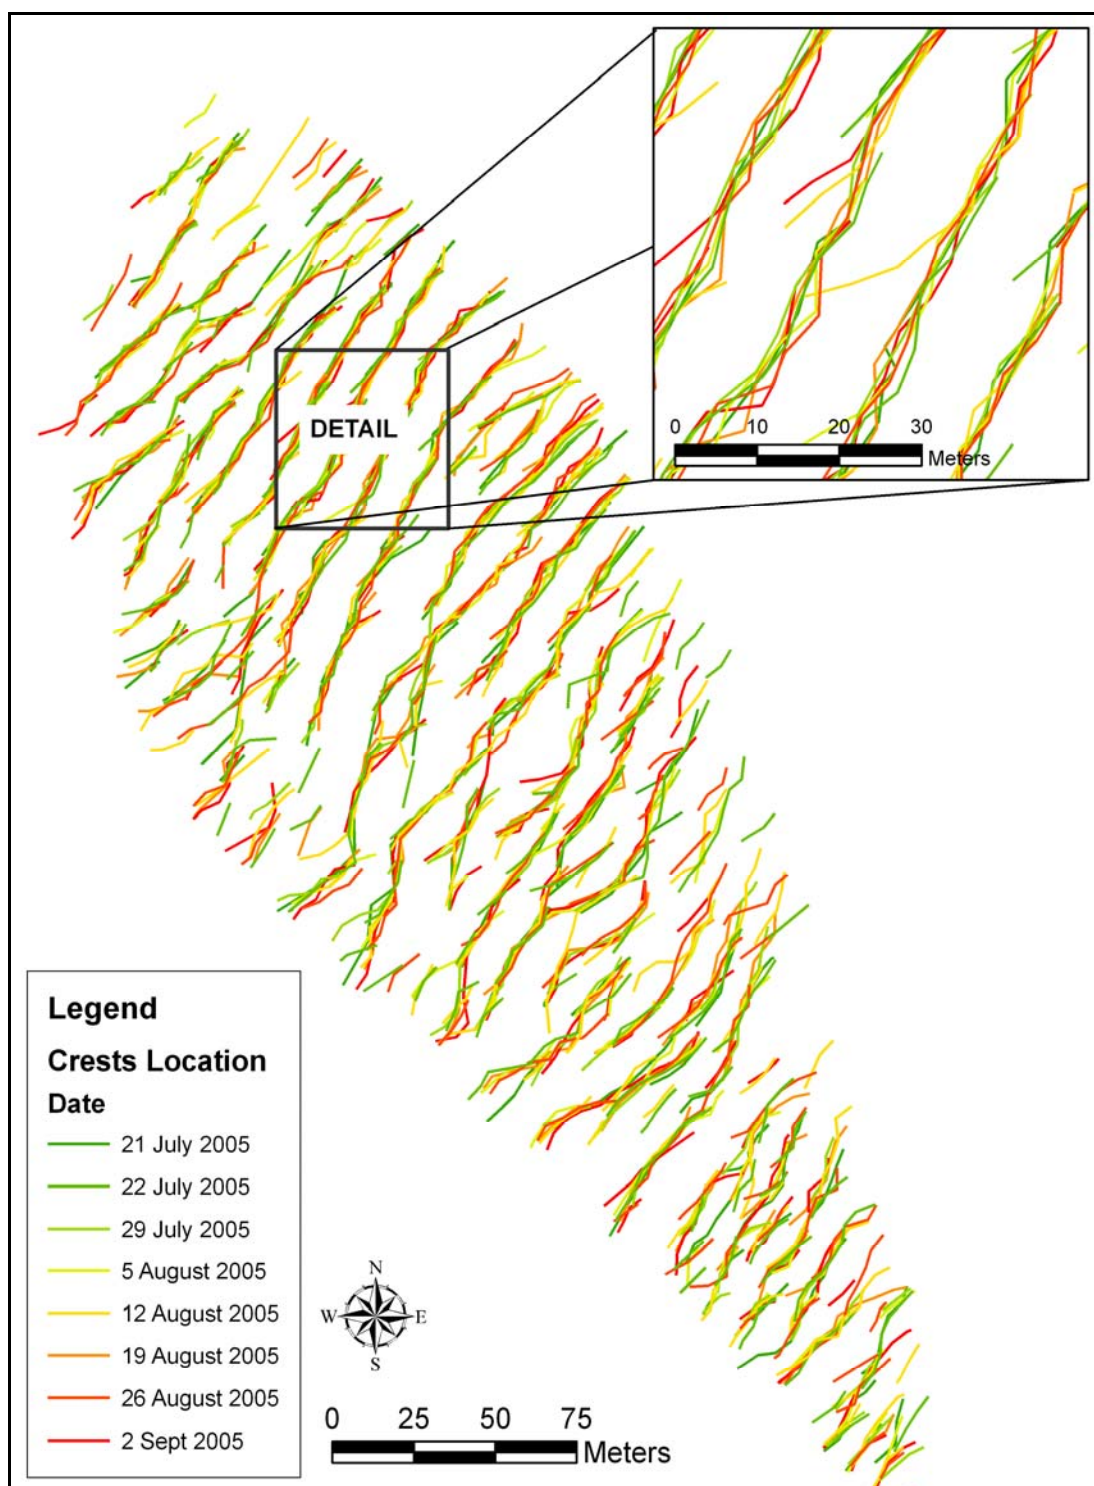 0 10 20 30
Meters
DETAIL
Legend
Crests Location
Date
21 July 2005
22 July 2005
29 July 2005
5 August 2005
12 August 2005
19 August 2005
26 August 2005
2 Sept 2005
N
W E
S
0 25 50 75
Meters